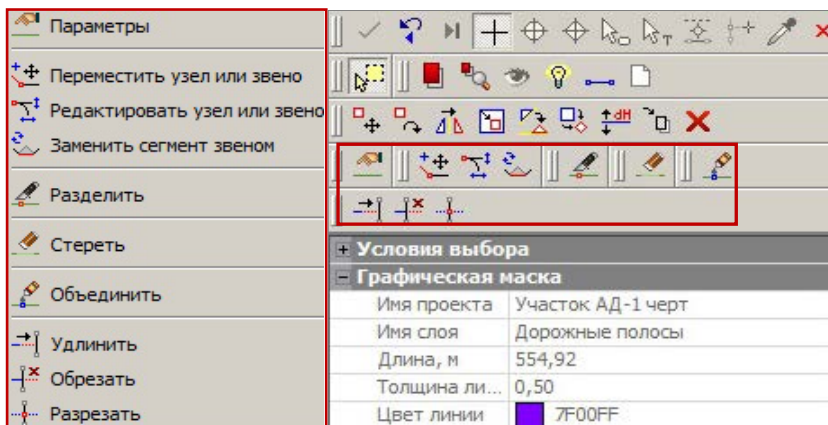 Параметры
Переместить узел или звено
Редактировать узел или звено
Заменить сегмент звеном
Разделить
Стереть
Объединить
Удлинить
Обрезать
Разрезать
T
dH
Условия выбора
Графическая маска
Имя проекта Участок АД-1 черт
Имя слоя Дорожные полосы
Длина, м 554,92
Толщина ли... 0,50
Цвет линии 7F00FF